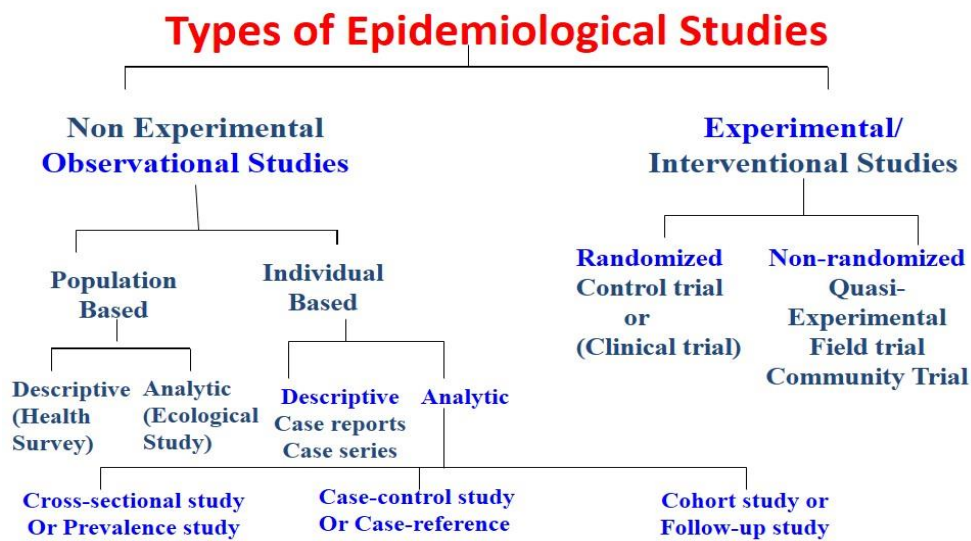 Types of Epidemiological Studies
Non Experimental
Observational Studies
Experimental/
Interventional Studies
Population
Based
Individual
Based
Randomized
Control trial
or
(Clinical trial)
Non-randomized
Quasi-
Experimental
Field trial
Community Trial
Descriptive
(Health
Survey)
Analytic
(Ecological
Study)
Descriptive
Case reports
Case series
Analytic
Cross-sectional study
Or Prevalence study
Case-control study
Or Case-reference
Cohort study or
Follow-up study